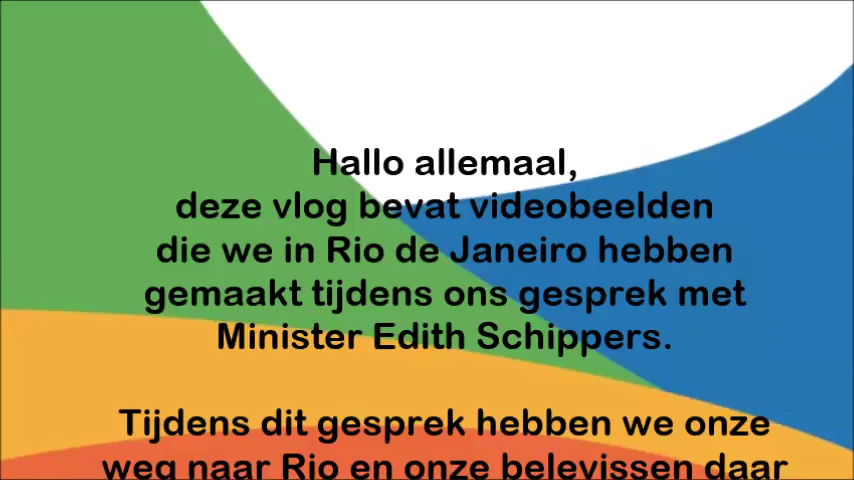 Hallo allemaal,
deze vlog bevat videobeelden
die we in Rio de Janeiro hebben
gemaakt tijdens ons gesprek met
Minister Edith Schippers.
Tijdens dit gesprek hebben we onze
weg naar Rio en onze belevissen daar